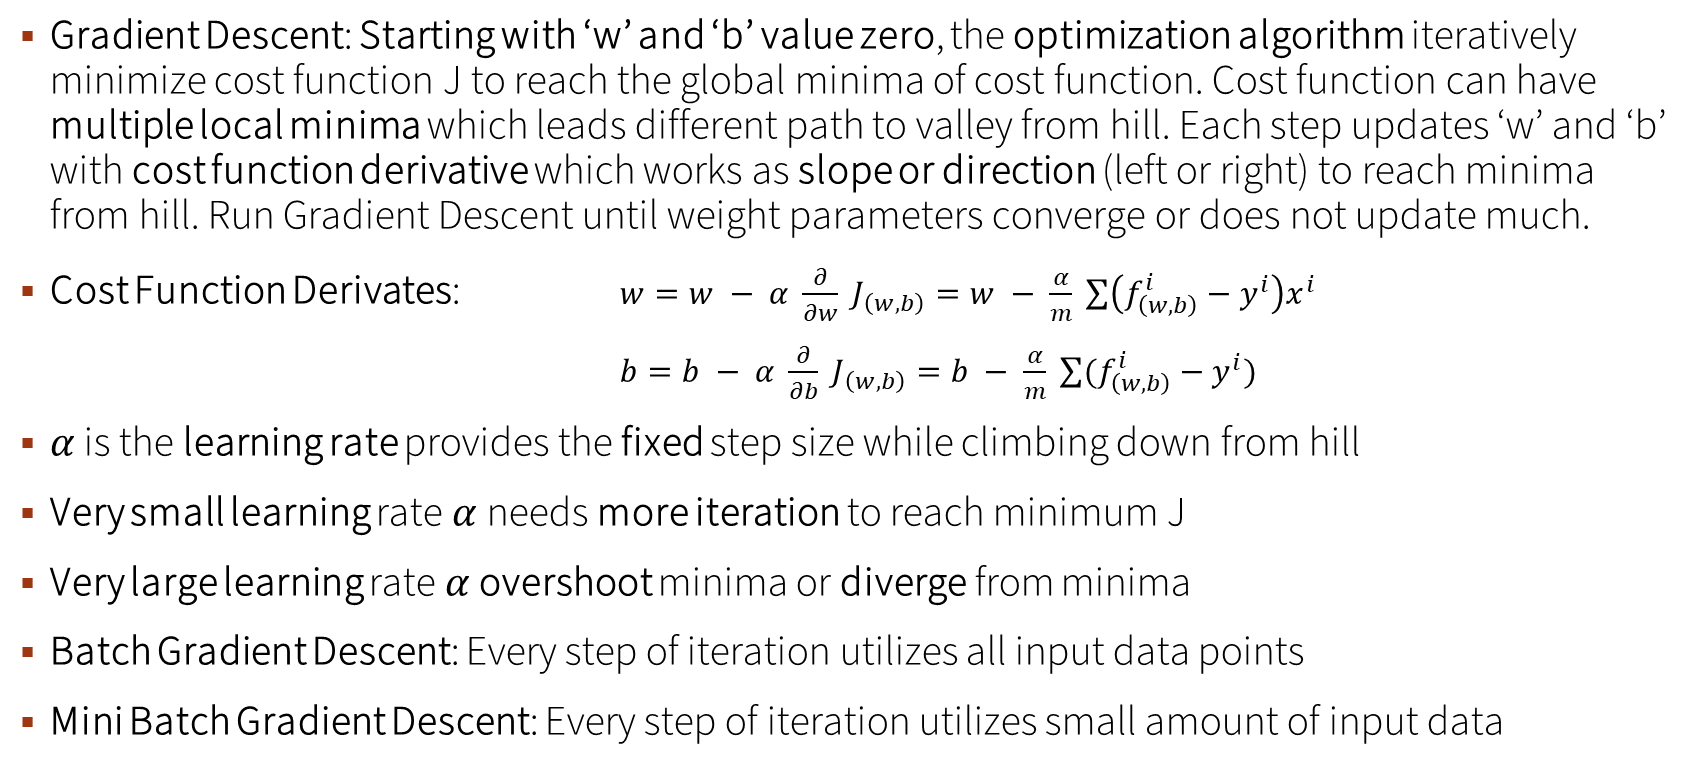 ▪ Gradient Descent: Starting with ‘w’ and ‘b’ value zero, the optimization algorithm iteratively
minimize cost function J to reach the global minima of cost function. Cost function can have
multiple local minima which leads different path to valley from hill. Each step updates ‘w’ and ‘b’
with cost function derivative which works as slope or direction (left or right) to reach minima
from hill. Run Gradient Descent until weight parameters converge or does not update much.
▪ Cost Function Derivates: w = w − α ∂/∂w J_(w,b) = w − α/m ∑(f^i_(w,b) − y^i)x^i
b = b − α ∂/∂b J_(w,b) = b − α/m ∑(f^i_(w,b) − y^i)
▪ α is the learning rate provides the fixed step size while climbing down from hill
▪ Very small learning rate α needs more iteration to reach minimum J
▪ Very large learning rate α overshoot minima or diverge from minima
▪ Batch Gradient Descent: Every step of iteration utilizes all input data points
▪ Mini Batch Gradient Descent: Every step of iteration utilizes small amount of input data